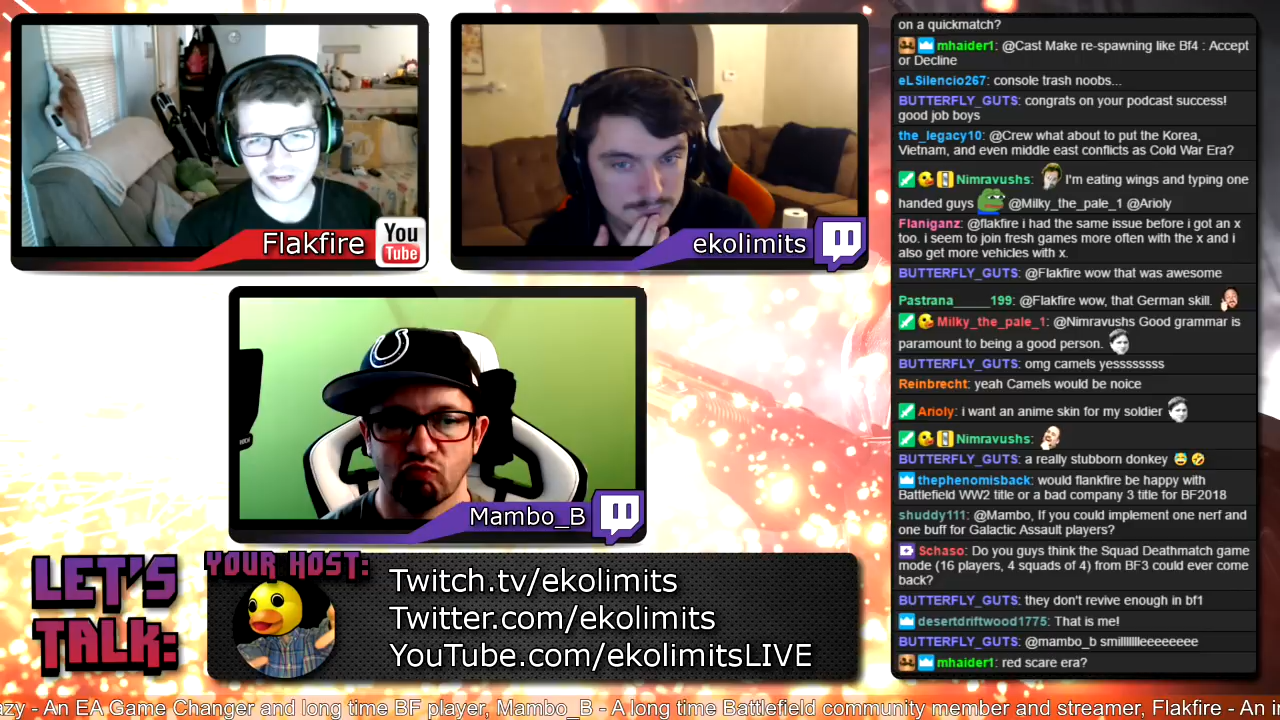 Flakfire
You
Tube
ekolimits
Mambo_B
LET'S
TALK:
YOUR HOST:
Twitch.tv/ekolimits
Twitter.com/ekolimits
YouTube.com/ekolimitsLIVE
on a quickmatch?
mhaider1: @Cast Make re-spawning like Bf4 : Accept
or Decline
eLSilencio267: console trash noobs...
BUTTERFLY_GUTS: congrats on your podcast success!
good job boys
the_legacy10: @Crew what about to put the Korea,
Vietnam, and even middle east conflicts as Cold War Era?
Nimravushs: I'm eating wings and typing one
handed guys @Milky_the_pale_1 @Arioly
Flaniganz: @flakfire i had the same issue before i got an x
too. i seem to join fresh games more often with the x and i
also get more vehicles with x.
BUTTERFLY_GUTS: @Flakfire wow that was awesome
Pastrana_____199: @Flakfire wow, that German skill.
Milky_the_pale_1: @Nimravushs Good grammar is
paramount to being a good person.
BUTTERFLY_GUTS: omg camels yesssssssss
Reinbrecht: yeah Camels would be noice
Arioly: i want an anime skin for my soldier
Nimravushs:
BUTTERFLY_GUTS: a really stubborn donkey 😅 🤣
thephenomisback: would flankfire be happy with
Battlefield WW2 title or a bad company 3 title for BF2018
shuddy111: @Mambo, If you could implement one nerf and
one buff for Galactic Assault players?
Schaso: Do you guys think the Squad Deathmatch game
mode (16 players, 4 squads of 4) from BF3 could ever come
back?
BUTTERFLY_GUTS: they don't revive enough in bf1
desertdriftwood1775: That is me!
BUTTERFLY_GUTS: @mambo_b smillllllleeeeeeee
mhaider1: red scare era?
azy - An EA Game Changer and long time BF player, Mambo_B - A long time Battlefield community member and streamer, Flakfire - An i